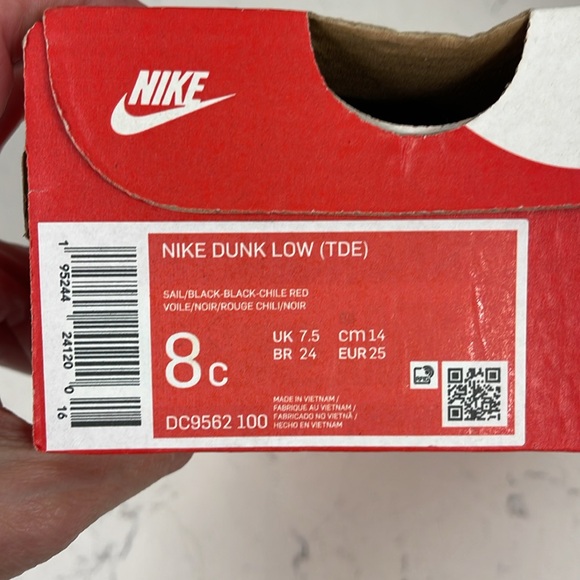 NIKE
NIKE DUNK LOW (TDE)
SAIL/BLACK-BLACK-CHILE RED
VOILE/NOIR/ROUGE CHILI/NOIR
8C
UK 7.5 cm 14
BR 24 EUR 25
DC9562 100
MADE IN VIETNAM /
FABRIQUE AU VIETNAM /
FABRICADO NO VIETNÃ /
HECHO EN VIETNAM
1 95244 24120 0 16